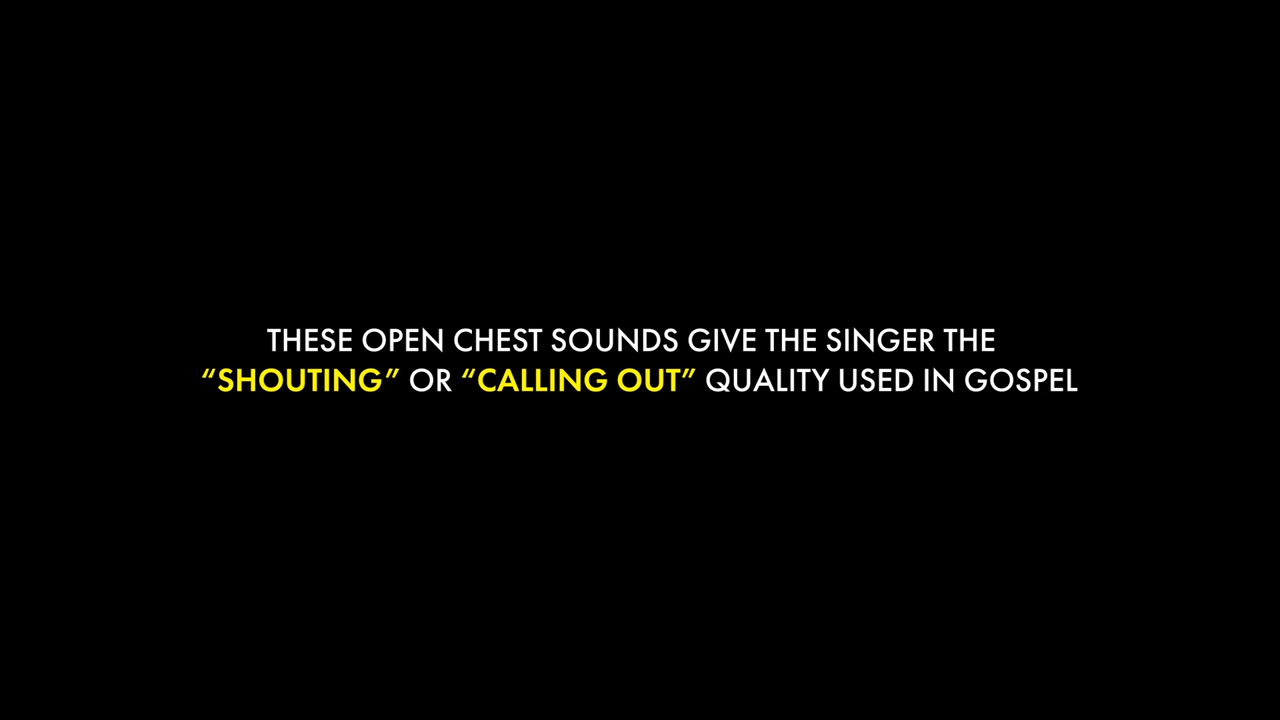 THESE OPEN CHEST SOUNDS GIVE THE SINGER THE
“SHOUTING” OR “CALLING OUT” QUALITY USED IN GOSPEL